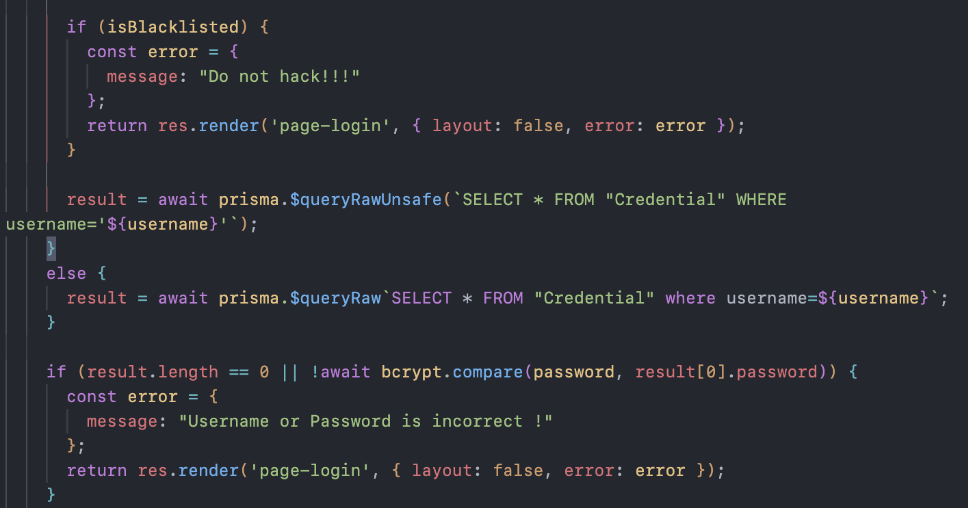 if (isBlacklisted) {
const error = {
message: "Do not hack!!!"
};
return res.render('page-login', { layout: false, error: error });
}
result = await prisma.$queryRawUnsafe(`SELECT * FROM "Credential" WHERE
username='${username}'`);
}
else {
result = await prisma.$queryRaw`SELECT * FROM "Credential" where username=${username}`;
}
if (result.length == 0 || !await bcrypt.compare(password, result[0].password)) {
const error = {
message: "Username or Password is incorrect !"
};
return res.render('page-login', { layout: false, error: error });
}